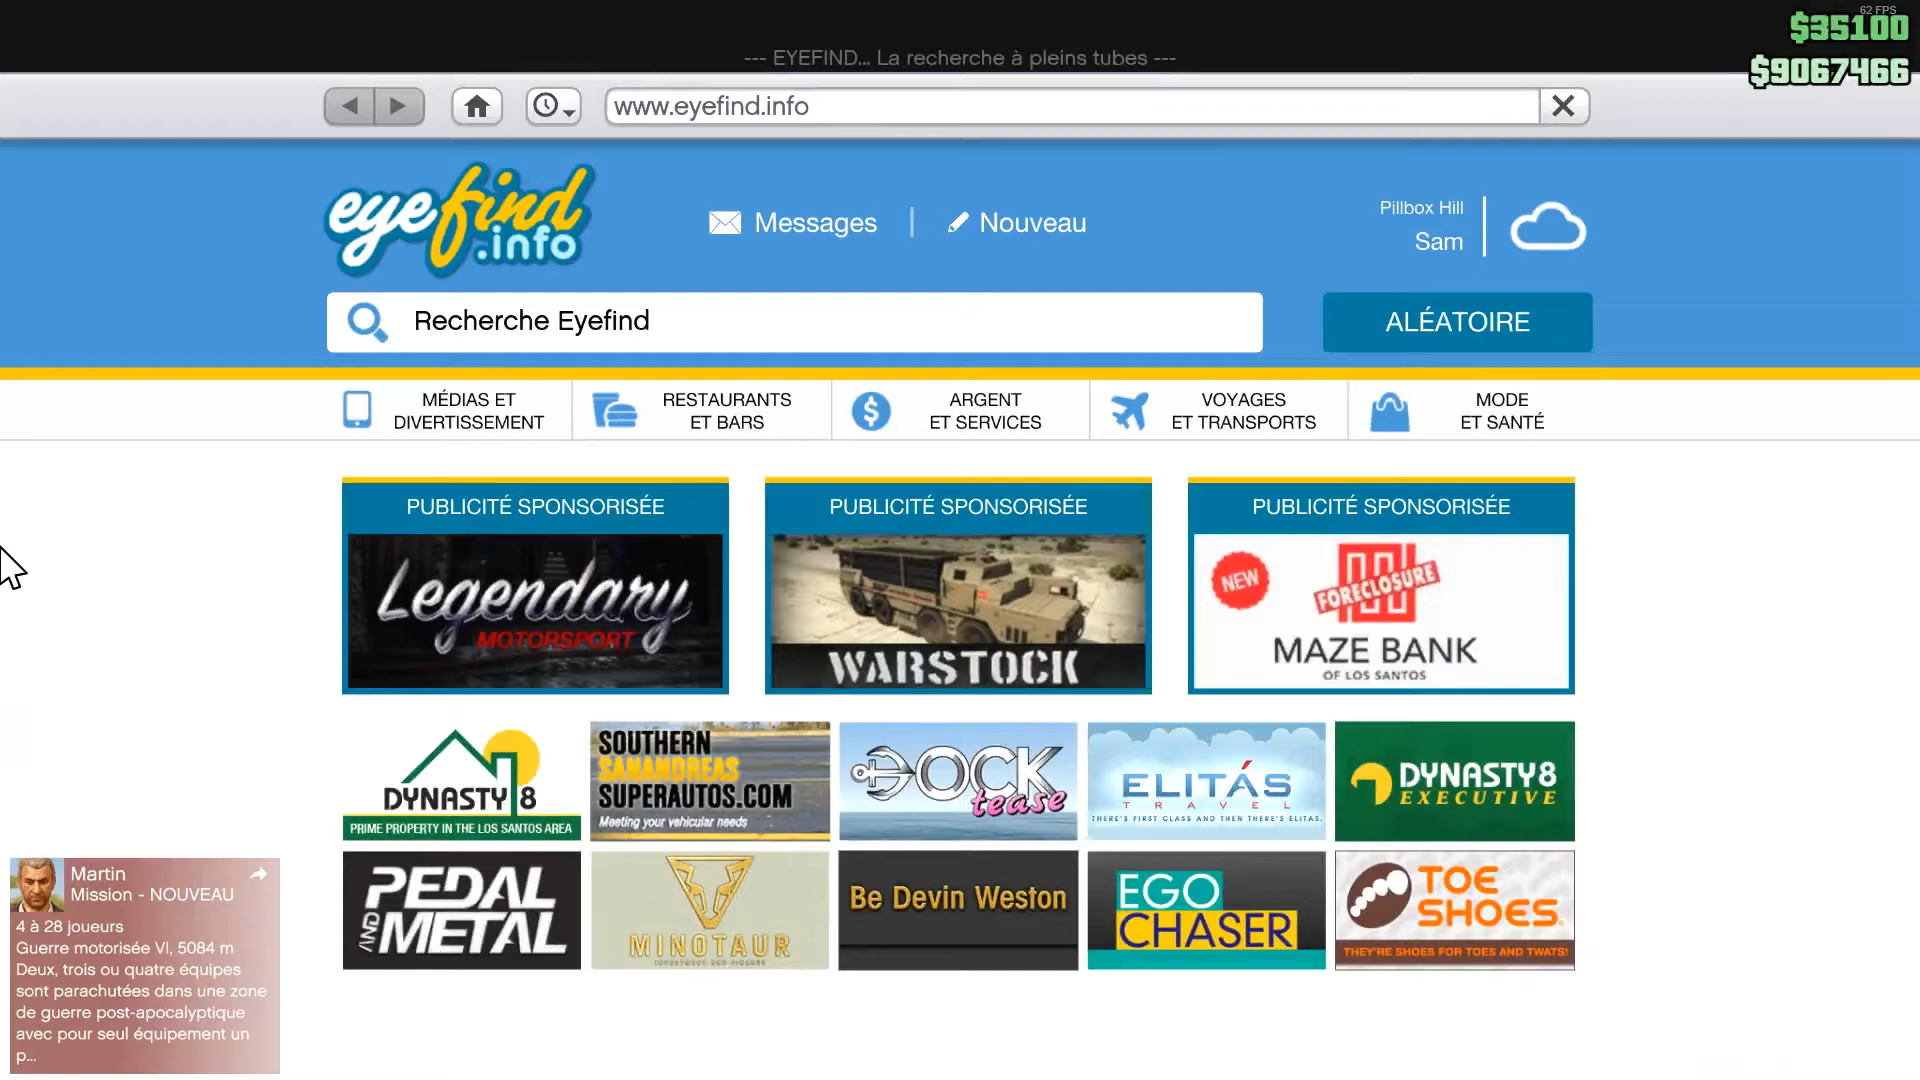 62 FPS
$35100
--- EYEFIND... La recherche à pleins tubes ---
$9067466
www.eyefind.info
eyefind
.info
Messages
Nouveau
Pillbox Hill
Sam
Recherche Eyefind
ALÉATOIRE
MÉDIAS ET
DIVERTISSEMENT
RESTAURANTS
ET BARS
ARGENT
ET SERVICES
VOYAGES
ET TRANSPORTS
MODE
ET SANTÉ
PUBLICITÉ SPONSORISÉE
Legendary
MOTORSPORT
PUBLICITÉ SPONSORISÉE
WARSTOCK
PUBLICITÉ SPONSORISÉE
NEW
FORECLOSURE
MAZE BANK
OF LOS SANTOS
DYNASTY 8
PRIME PROPERTY IN THE LOS SANTOS AREA
SOUTHERN
SANANDREAS
SUPERAUTOS.COM
Meeting your vehicular needs
DOCK
tease
ELITÁS
TRAVEL
THERE'S FIRST CLASS AND THEN THERE'S ELITAS.
DYNASTY8
EXECUTIVE
PEDAL
AND
METAL
MINOTAUR
Be Devin Weston
EGO
CHASER
TOE
SHOES
THEY'RE SHOES FOR TOES AND TWATS!
Martin
Mission - NOUVEAU
4 à 28 joueurs
Guerre motorisée VI, 5084 m
Deux, trois ou quatre équipes
sont parachutées dans une zone
de guerre post-apocalyptique
avec pour seul équipement un
p...